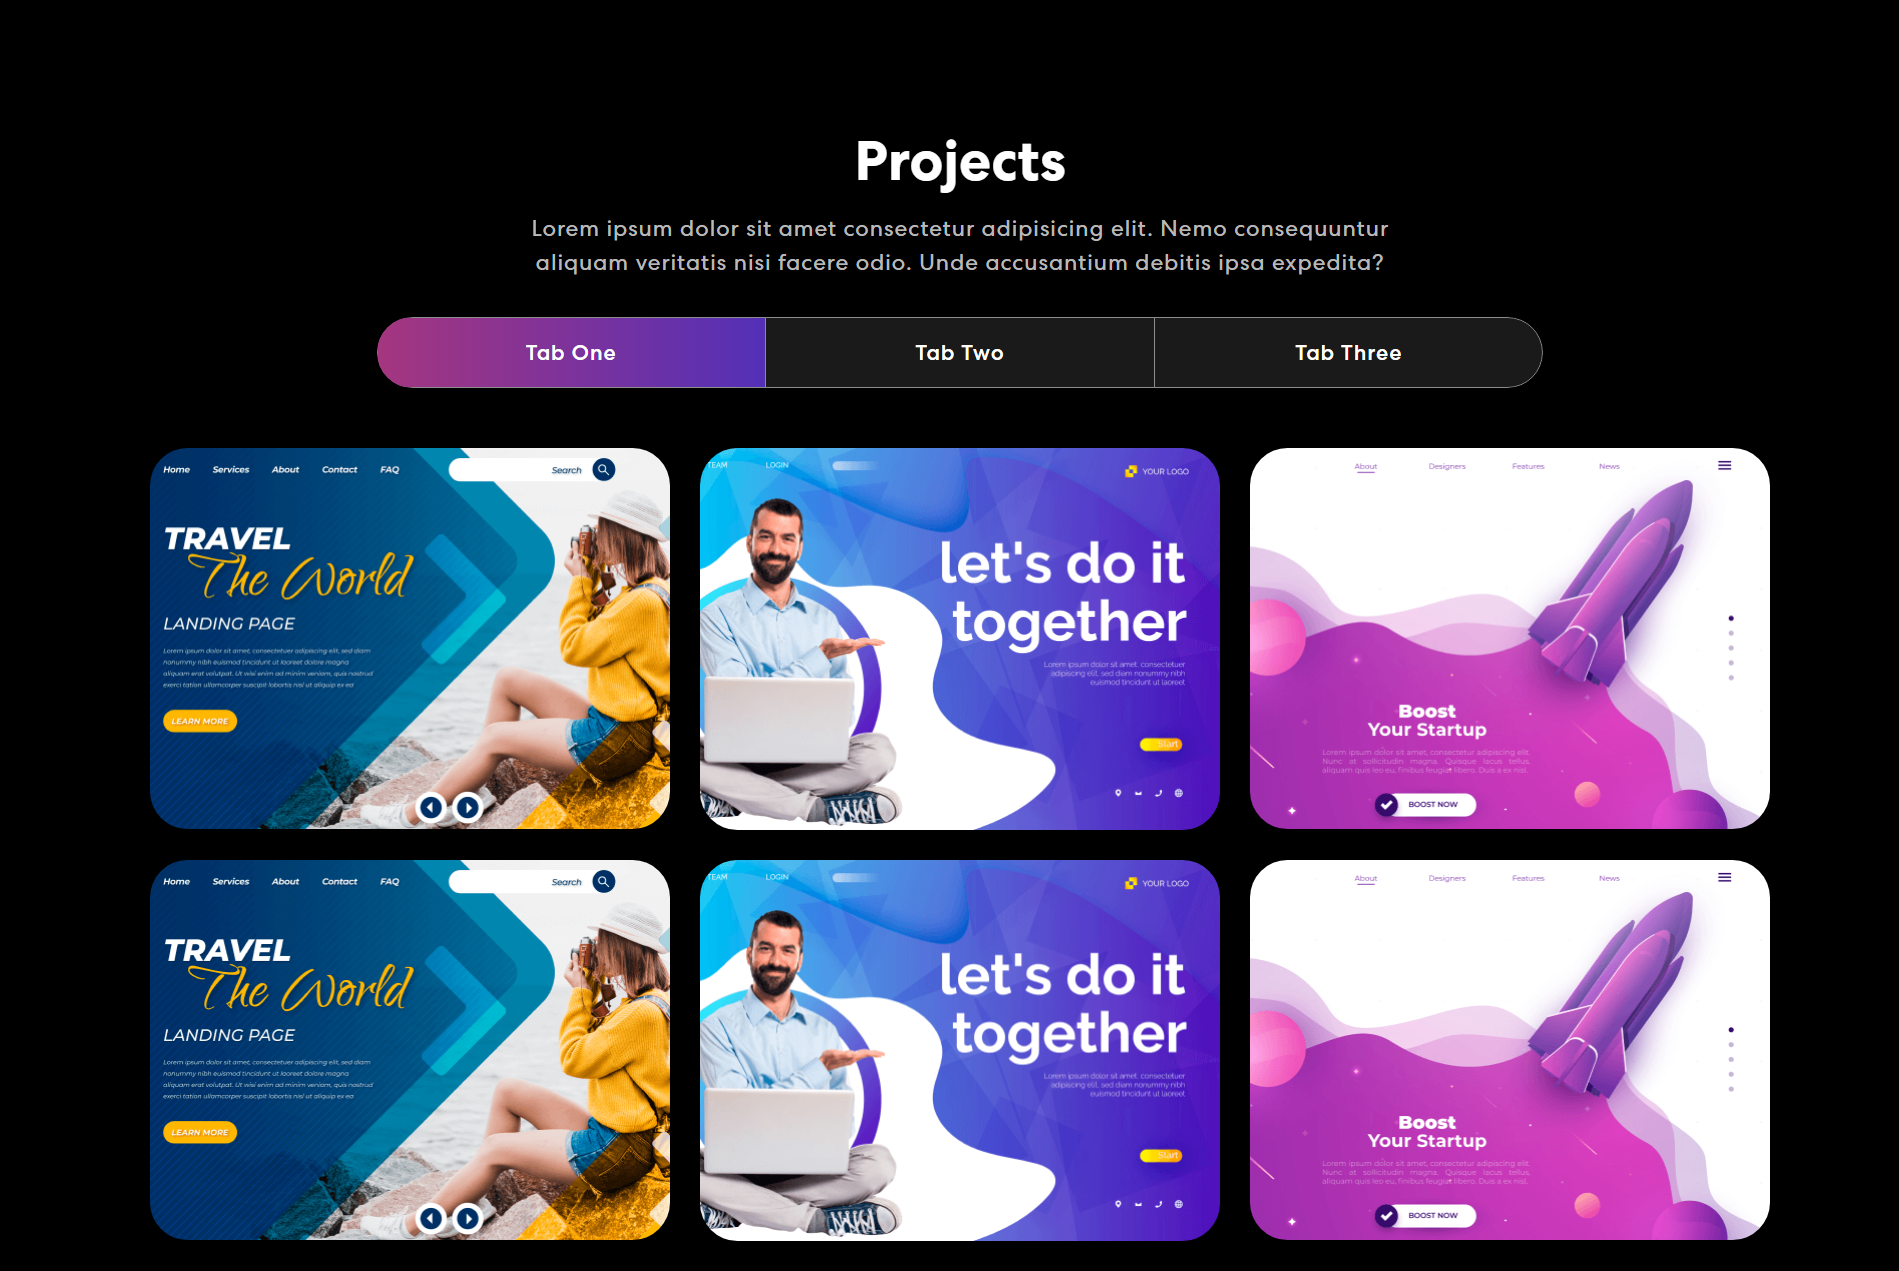 Projects
Lorem ipsum dolor sit amet consectetur adipisicing elit. Nemo consequuntur
aliquam veritatis nisi facere odio. Unde accusantium debitis ipsa expedita?
Tab One
Tab Two
Tab Three
Home Services About Contact FAQ Search
TRAVEL
The World
LANDING PAGE
Lorem ipsum dolor sit amet, consectetuer adipiscing elit, sed diam
nonummy nibh euismod tincidunt ut laoreet dolore magna
aliquam erat volutpat. Ut wisi enim ad minim veniam, quis nostrud
exerci tation ullamcorper suscipit lobortis nisl ut aliquip ex ea
LEARN MORE
TEAM LOGIN
YOUR LOGO
let's do it
together
Lorem ipsum dolor sit amet, consectetuer
adipiscing elit, sed diam nonummy nibh
euismod tincidunt ut laoreet
Start
About Designers Features News
Boost
Your Startup
Lorem ipsum dolor sit amet, consectetur adipiscing elit.
Nunc at sollicitudin magna. Quisque lacus tellus,
aliquam quis leo eu, finibus feugiat libero. Duis a ex nisl.
BOOST NOW
Home Services About Contact FAQ Search
TRAVEL
The World
LANDING PAGE
Lorem ipsum dolor sit amet, consectetuer adipiscing elit, sed diam
nonummy nibh euismod tincidunt ut laoreet dolore magna
aliquam erat volutpat. Ut wisi enim ad minim veniam, quis nostrud
exerci tation ullamcorper suscipit lobortis nisl ut aliquip ex ea
LEARN MORE
TEAM LOGIN
YOUR LOGO
let's do it
together
Lorem ipsum dolor sit amet, consectetuer
adipiscing elit, sed diam nonummy nibh
euismod tincidunt ut laoreet
Start
About Designers Features News
Boost
Your Startup
Lorem ipsum dolor sit amet, consectetur adipiscing elit.
Nunc at sollicitudin magna. Quisque lacus tellus,
aliquam quis leo eu, finibus feugiat libero. Duis a ex nisl.
BOOST NOW